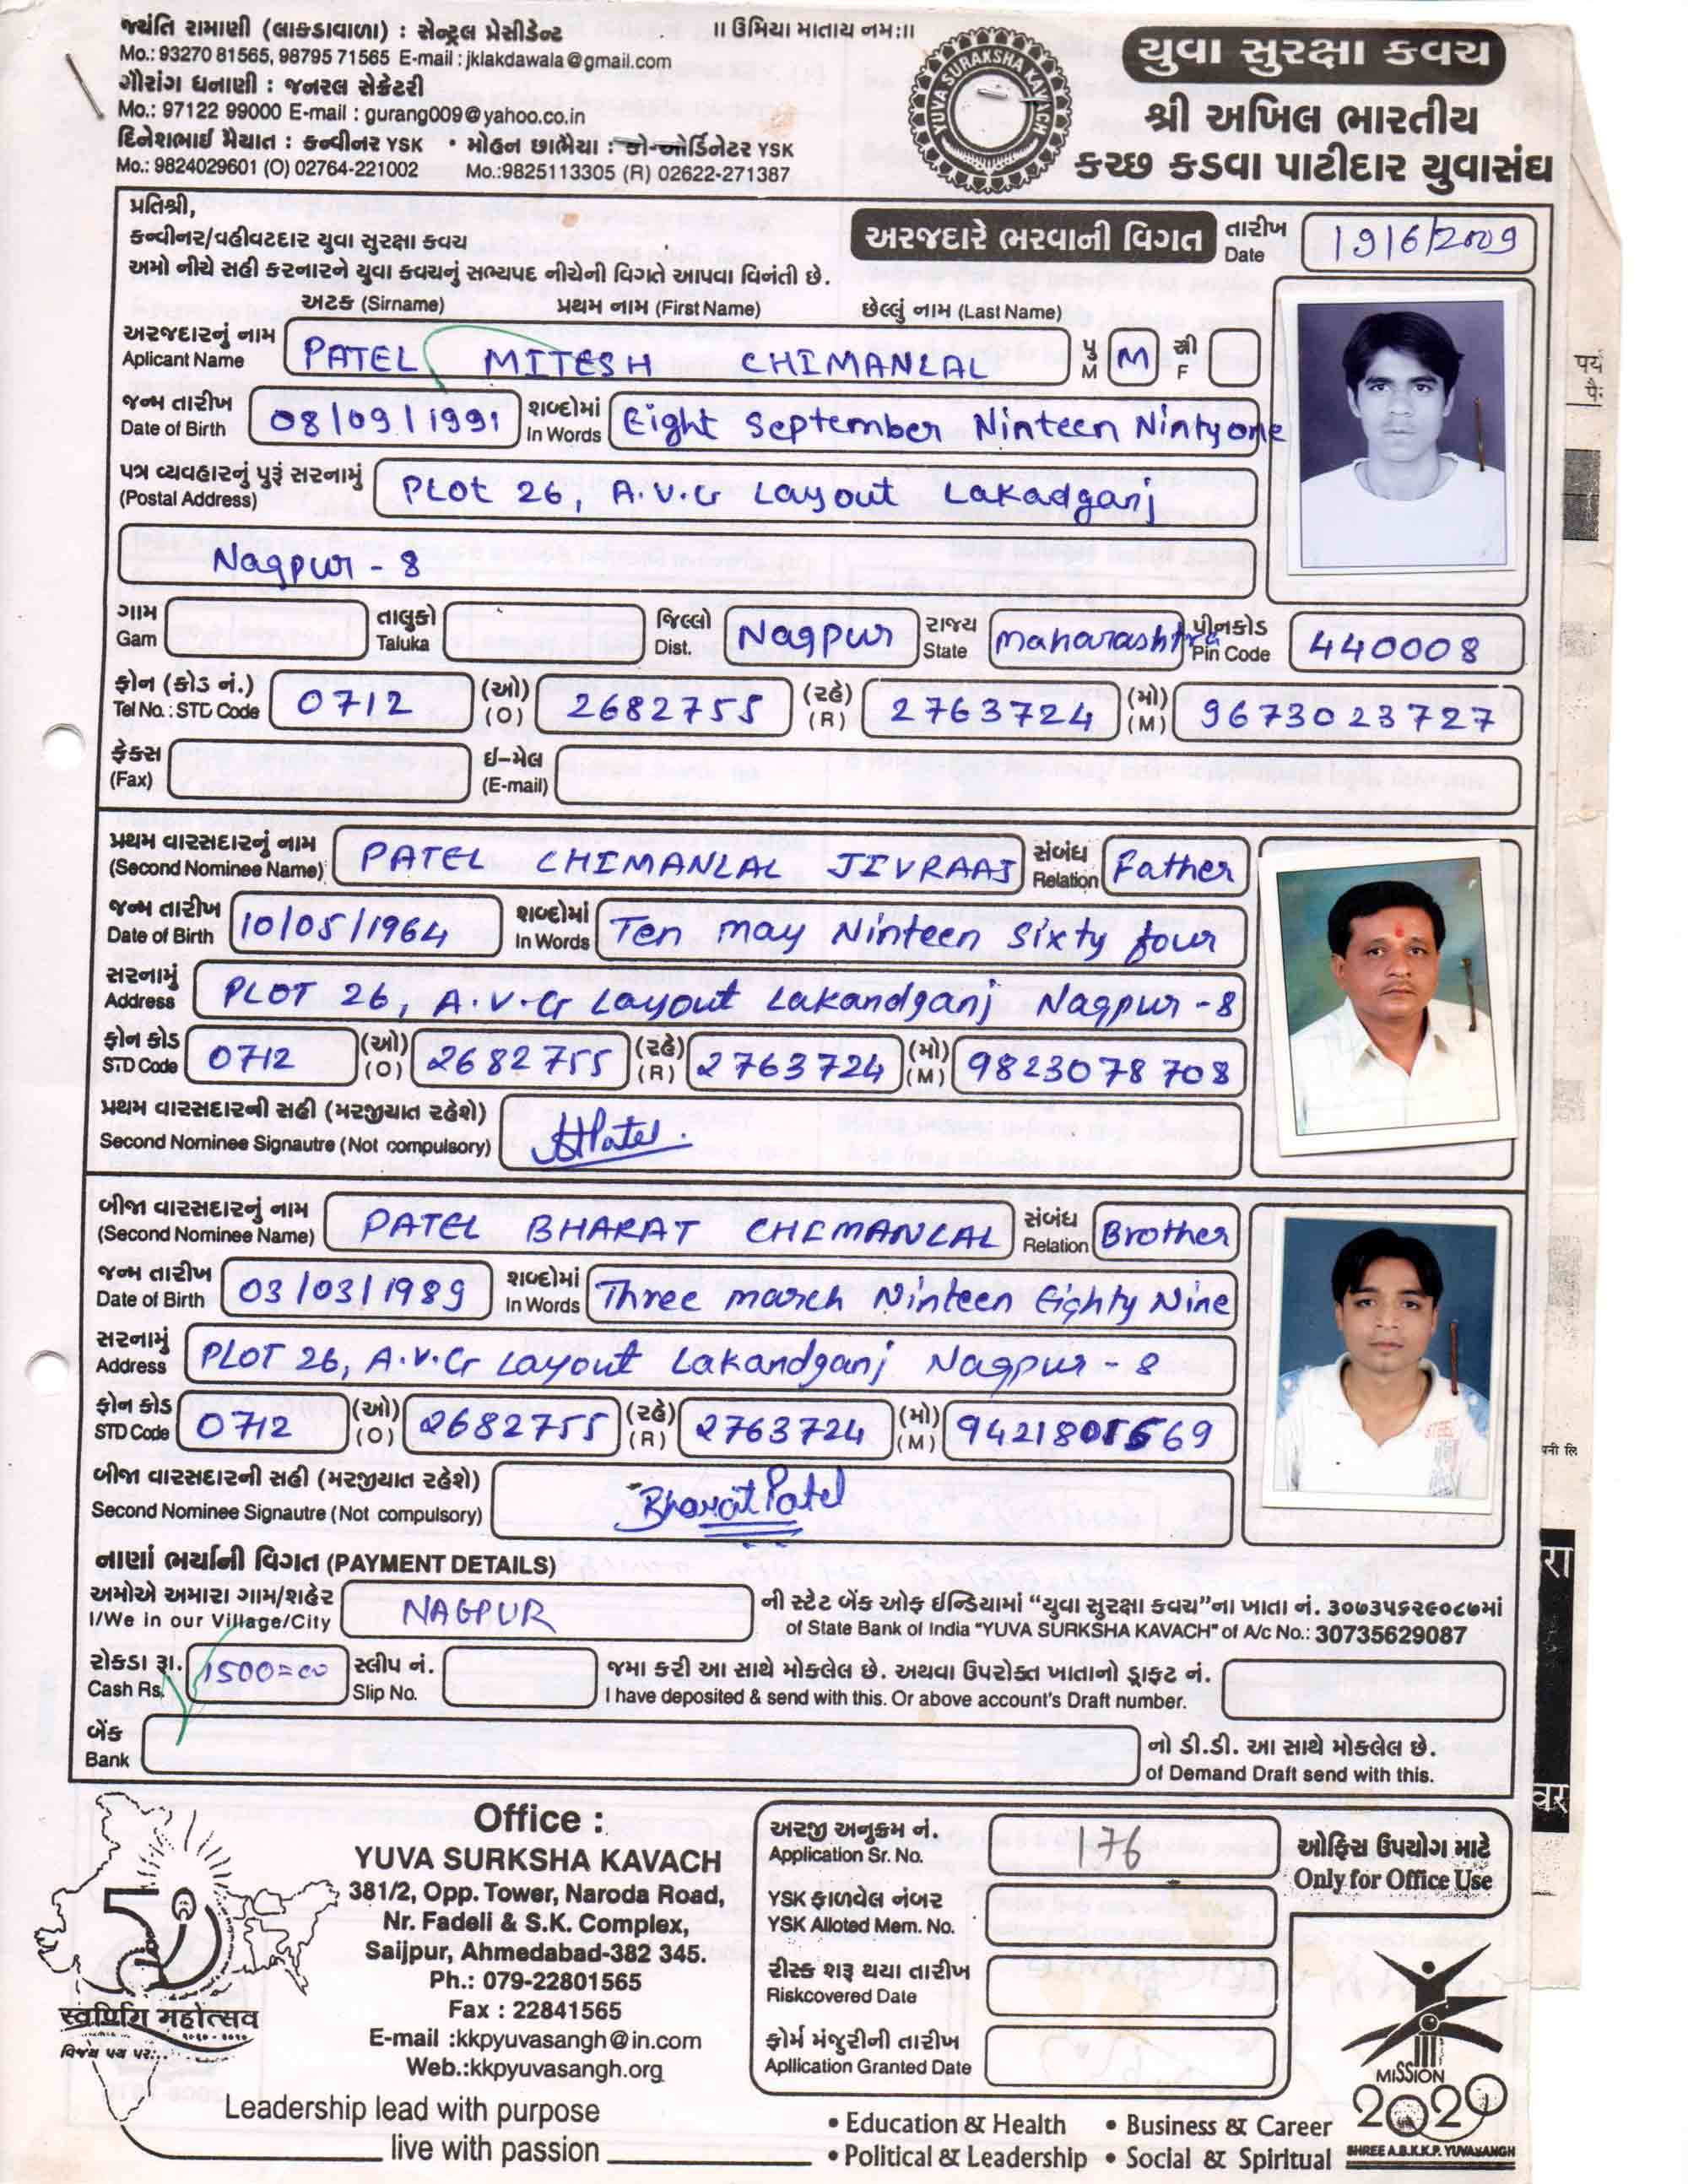 જયંતિ રામાણી (લાકડાવાળા) : સેન્ટ્રલ પ્રેસીડેન્ટ
Mo.: 93270 81565, 98795 71565 E-mail : jklakdawala@gmail.com
ગૌરાંગ ધનાણી : જનરલ સેક્રેટરી
Mo.: 97122 99000 E-mail : gurang009@yahoo.co.in
દિનેશભાઈ મૈયાત : કન્વીનર YSK • મોહન છાભૈયા : કો-ઓર્ડિનેટર YSK
Mo.: 9824029601 (O) 02764-221002 Mo.:9825113305 (R) 02622-271387
॥ ઉમિયા માતાય નમઃ॥
YUVA SURAKSHA KAVACH
યુવા સુરક્ષા કવચ
શ્રી અખિલ ભારતીય
કચ્છ કડવા પાટીદાર યુવાસંઘ
પ્રતિશ્રી,
કન્વીનર/વહીવટદાર યુવા સુરક્ષા કવચ
અમો નીચે સહી કરનારને યુવા કવચનું સભ્યપદ નીચેની વિગતે આપવા વિનંતી છે.
અરજદારે ભરવાની વિગત
તારીખ
Date 19/6/2009
અટક (Sirname) પ્રથમ નામ (First Name) છેલ્લું નામ (Last Name)
અરજદારનું નામ
Aplicant Name PATEL MITESH CHIMANLAL પુ M M સ્ત્રી F
જન્મ તારીખ
Date of Birth 08/09/1991 શબ્દોમાં In Words Eight September Ninteen Nintyone
પત્ર વ્યવહારનું પુરું સરનામું
(Postal Address) Plot 26, A.V.G Layout Lakadganj
Nagpur - 8
ગામ Gam તાલુકો Taluka જિલ્લો Dist. Nagpur રાજ્ય State Maharashtra પીનકોડ Pin Code 440008
ફોન (કોડ નં.)
Tel No. : STD Code 0712 (ઓ) (O) 2682755 (રહે) (R) 2763724 (મો) (M) 9673023727
ફેક્સ (Fax) ઈ-મેલ (E-mail)
પ્રથમ વારસદારનું નામ
(Second Nominee Name) PATEL CHIMANLAL JIVRAAJ સંબંધ Relation Father
જન્મ તારીખ
Date of Birth 10/05/1964 શબ્દોમાં In Words Ten may Ninteen sixty four
સરનામું
Address PLOT 26, A.V.G Layout Lakandganj Nagpur - 8
ફોન કોડ
STD Code 0712 (ઓ) (O) 2682755 (રહે) (R) 2763724 (મો) (M) 9823078708
પ્રથમ વારસદારની સહી (મરજીયાત રહેશે)
Second Nominee Signautre (Not compulsory)
બીજા વારસદારનું નામ
(Second Nominee Name) PATEL BHARAT CHIMANLAL સંબંધ Relation Brother
જન્મ તારીખ
Date of Birth 03/03/1989 શબ્દોમાં In Words Three march Ninteen Eighty Nine
સરનામું
Address PLOT 26, A.V.G Layout Lakandganj Nagpur - 8
ફોન કોડ
STD Code 0712 (ઓ) (O) 2682755 (રહે) (R) 2763724 (મો) (M)
બીજા વારસદારની સહી (મરજીયાત રહેશે)
Second Nominee Signautre (Not compulsory) Bharat Patel
નાણાં ભર્યાની વિગત (PAYMENT DETAILS)
અમોએ અમારા ગામ/શહેર
I/We in our Village/City NAGPUR
ની સ્ટેટ બેંક ઓફ ઈન્ડિયામાં "યુવા સુરક્ષા કવચ"ના ખાતા નં. ૩૦૭૩૫૬૨૯૦૮૭માં
of State Bank of India "YUVA SURKSHA KAVACH" of A/c No.: 30735629087
રોકડા રૂા.
Cash Rs. 1500=00 સ્લીપ નં. Slip No.
જમા કરી આ સાથે મોકલેલ છે. અથવા ઉપરોક્ત ખાતાનો ડ્રાફટ નં.
I have deposited & send with this. Or above account's Draft number.
બેંક
Bank
નો ડી.ડી. આ સાથે મોકલેલ છે.
of Demand Draft send with this.
Office :
YUVA SURKSHA KAVACH
381/2, Opp. Tower, Naroda Road,
Nr. Fadeli & S.K. Complex,
Saijpur, Ahmedabad-382 345.
Ph.: 079-22801565
Fax : 22841565
E-mail :kkpyuvasangh@in.com
Web.:kkpyuvasangh.org
અરજી અનુક્રમ નં.
Application Sr. No. 176
ઓફિસ ઉપયોગ માટે
Only for Office Use
YSK ફાળવેલ નંબર
YSK Alloted Mem. No.
રીસ્ક શરૂ થયા તારીખ
Riskcovered Date
ફોર્મ મંજુરીની તારીખ
Apllication Granted Date
50
महोत्सव
Leadership lead with purpose
live with passion
• Education & Health • Business & Career
• Political & Leadership • Social & Spiritual
MISSION
2020
SHREE A.B.K.K.P. YUVASANGH